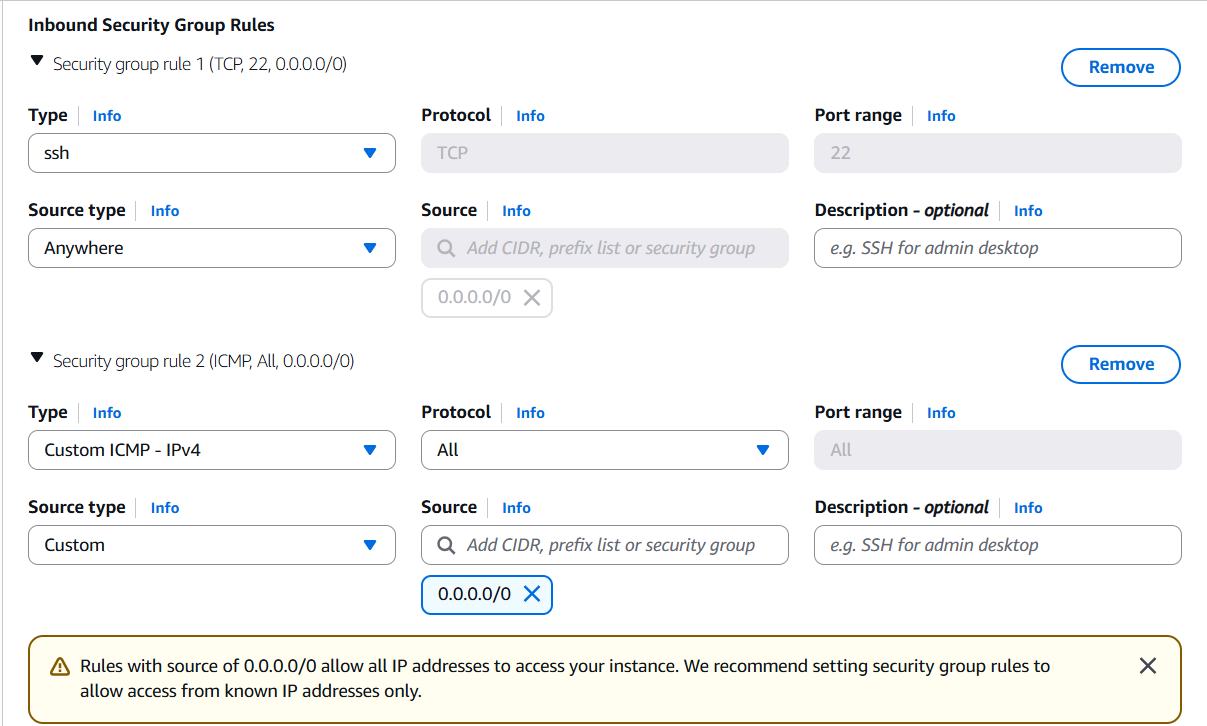 Inbound Security Group Rules
Security group rule 1 (TCP, 22, 0.0.0.0/0)
Remove
Type Info
Protocol Info
Port range Info
ssh
TCP
22
Source type Info
Source Info
Description - optional Info
Anywhere
Add CIDR, prefix list or security group
e.g. SSH for admin desktop
0.0.0.0/0
Security group rule 2 (ICMP, All, 0.0.0.0/0)
Remove
Type Info
Protocol Info
Port range Info
Custom ICMP - IPv4
All
All
Source type Info
Source Info
Description - optional Info
Custom
Add CIDR, prefix list or security group
e.g. SSH for admin desktop
0.0.0.0/0
Rules with source of 0.0.0.0/0 allow all IP addresses to access your instance. We recommend setting security group rules to
allow access from known IP addresses only.